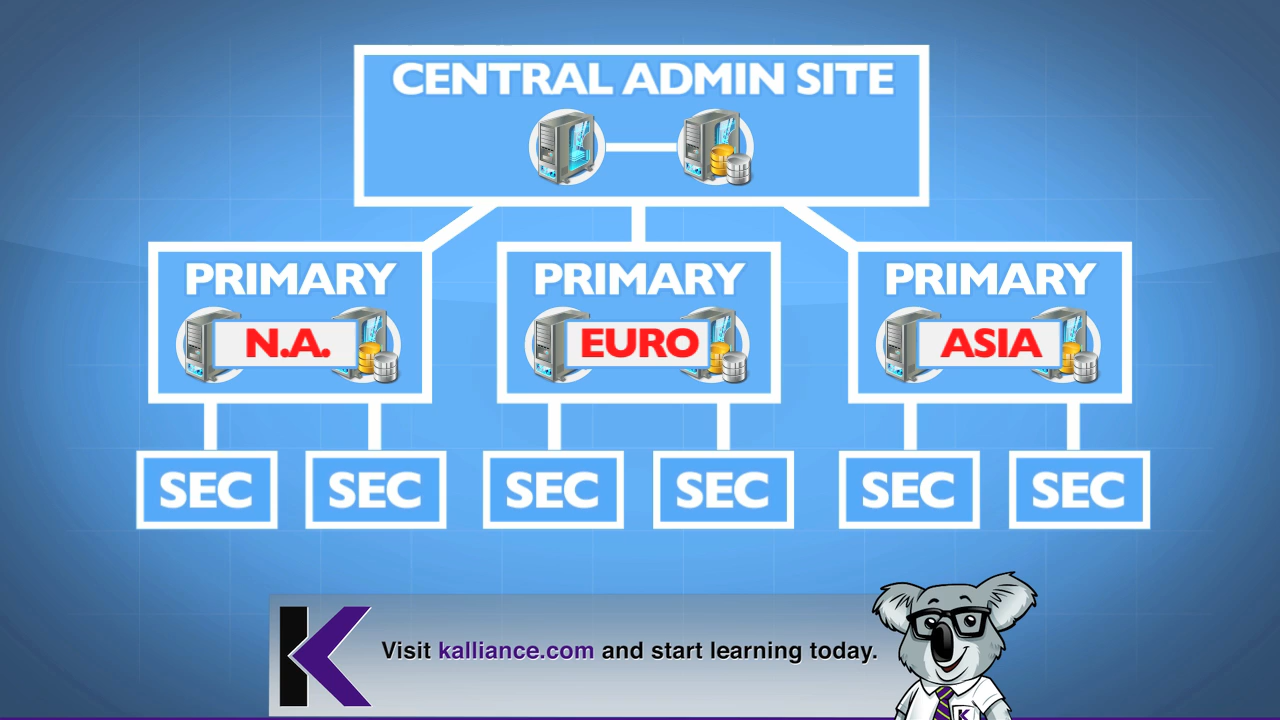 CENTRAL ADMIN SITE
PRIMARY PRIMARY PRIMARY
N.A. EURO ASIA
SEC SEC SEC SEC SEC SEC
K Visit kalliance.com and start learning today.
K